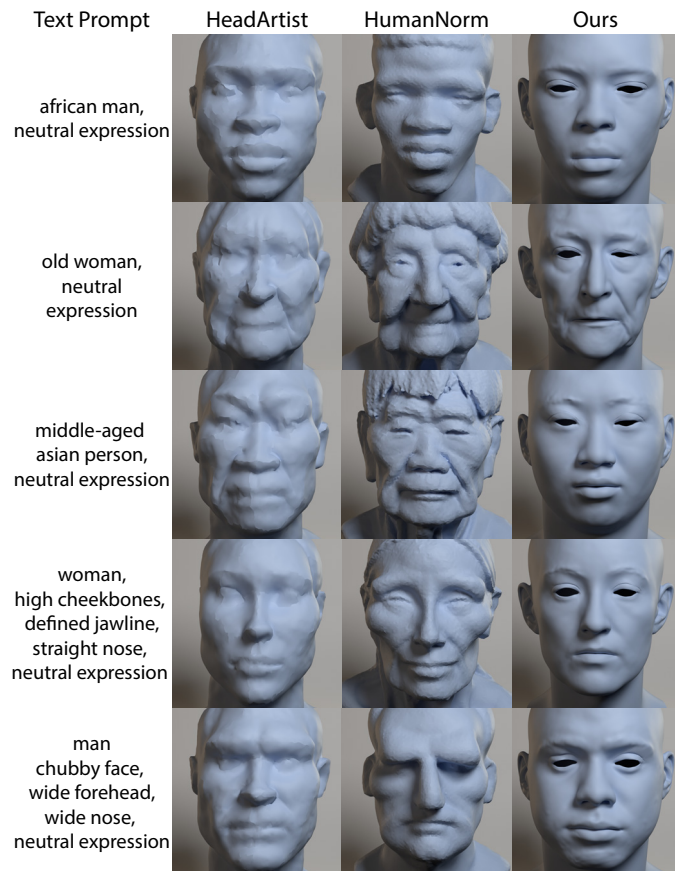 Text Prompt HeadArtist HumanNorm Ours
african man,
neutral expression
old woman,
neutral
expression
middle-aged
asian person,
neutral expression
woman,
high cheekbones,
defined jawline,
straight nose,
neutral expression
man
chubby face,
wide forehead,
wide nose,
neutral expression